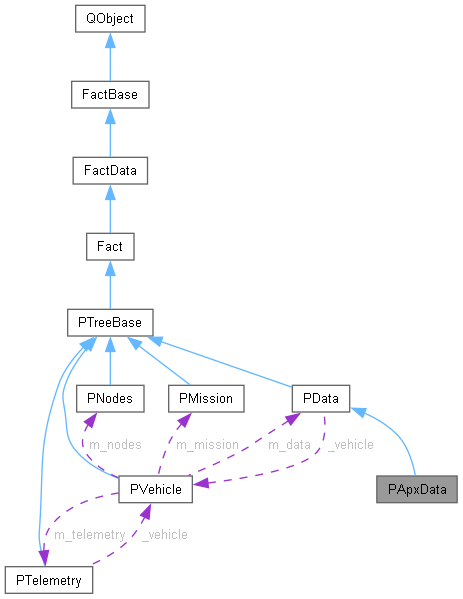 QObject
FactBase
FactData
Fact
PTreeBase
PNodes
PMission
PData
m_nodes
m_mission
m_data
_vehicle
PVehicle
PApxData
m_telemetry
_vehicle
PTelemetry